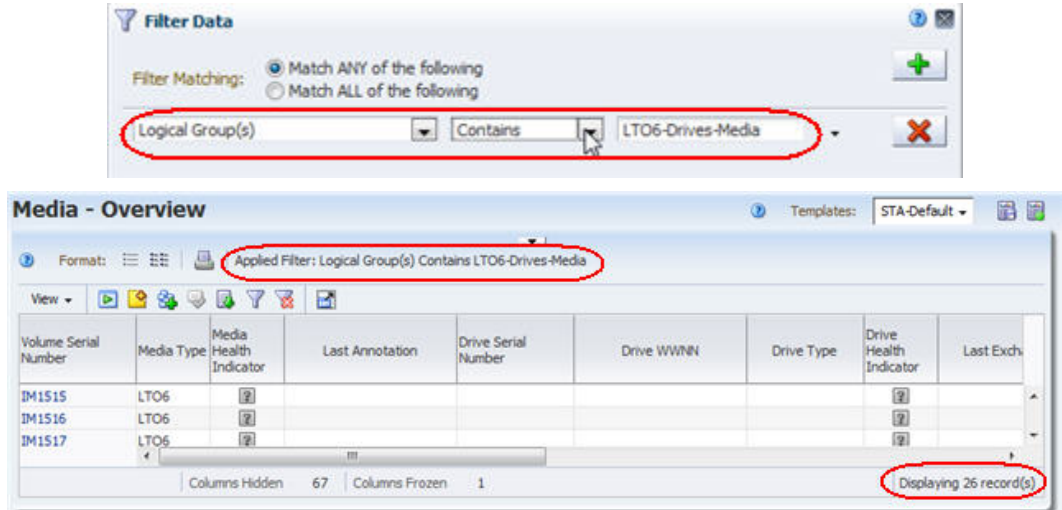 Filter Data
Filter Matching:
Match ANY of the following
Match ALL of the following
Logical Group(s) Contains LTO6-Drives-Media
Media - Overview
Templates: STA-Default
Format: Applied Filter: Logical Group(s) Contains LTO6-Drives-Media
View
Volume Serial Number Media Type Media Health Indicator Last Annotation Drive Serial Number Drive WWNN Drive Type Drive Health Indicator Last Exch
IM1515 LTO6
IM1516 LTO6
IM1517 LTO6
Columns Hidden 67 Columns Frozen 1 Displaying 26 record(s)